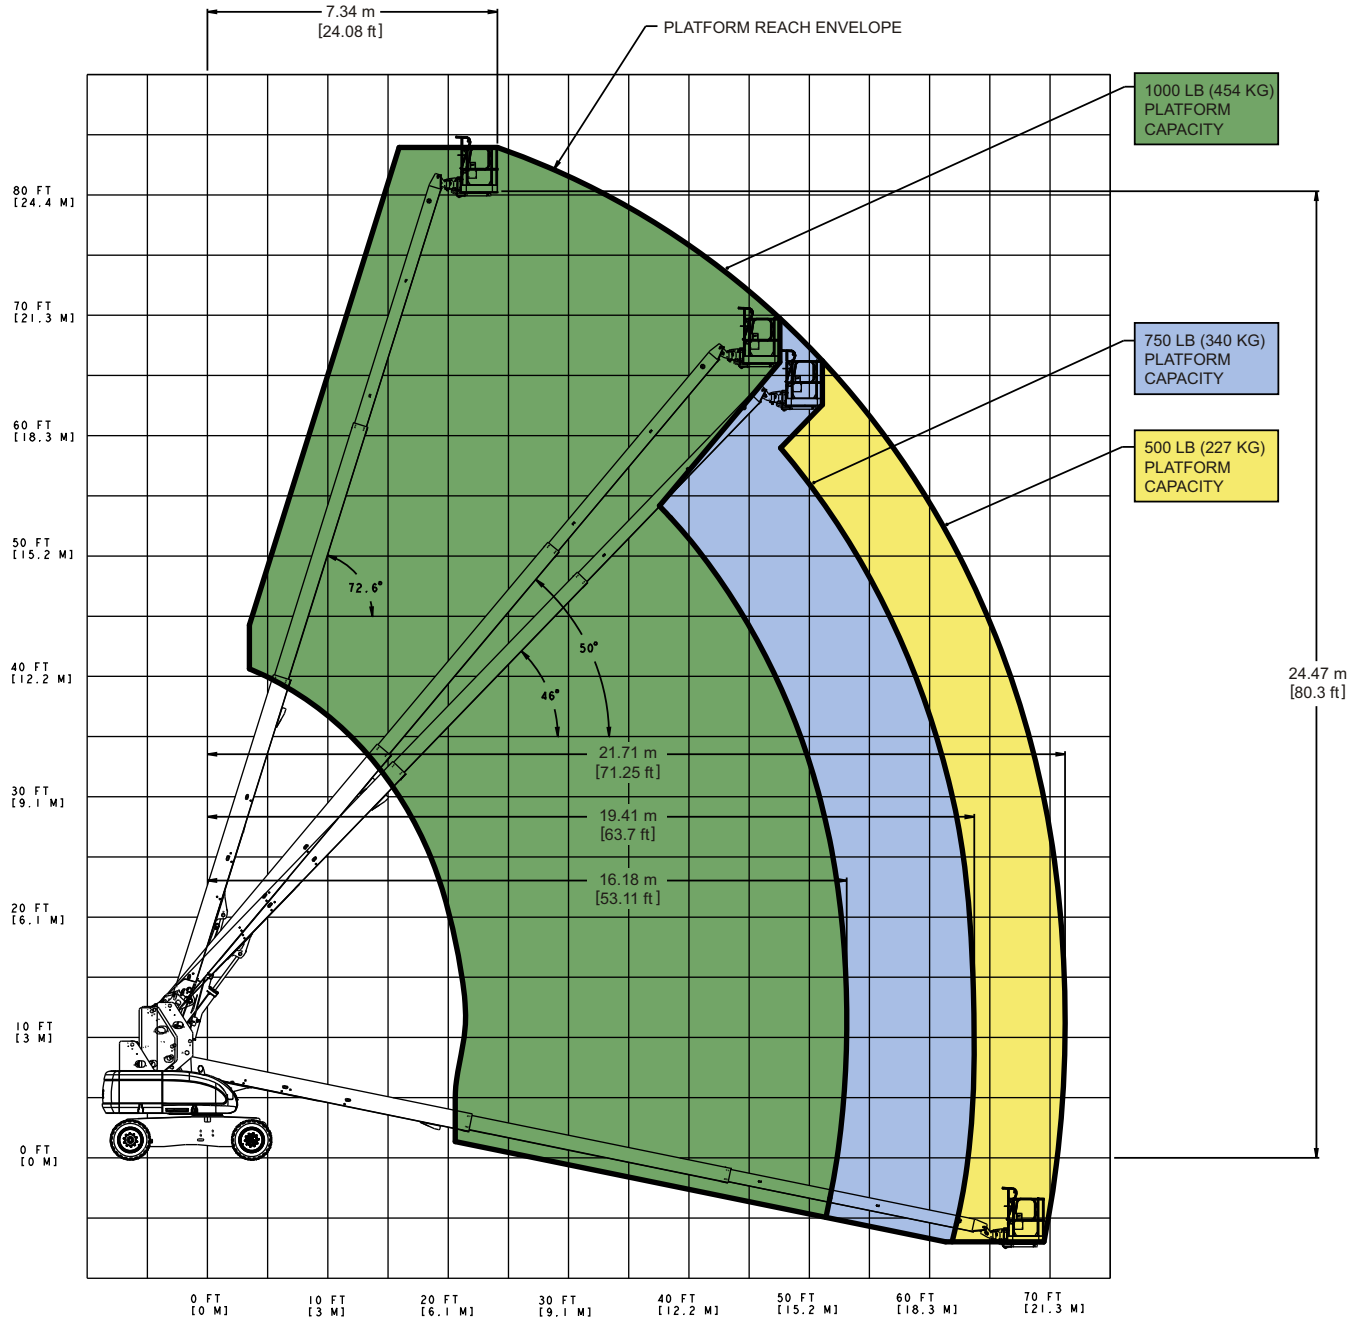 7.34 m
[24.08 ft]
PLATFORM REACH ENVELOPE
1000 LB (454 KG)
PLATFORM
CAPACITY
80 FT
[24.4 M]
70 FT
[21.3 M]
750 LB (340 KG)
PLATFORM
CAPACITY
60 FT
[18.3 M]
500 LB (227 KG)
PLATFORM
CAPACITY
50 FT
[15.2 M]
72.6°
50°
46°
40 FT
[12.2 M]
24.47 m
[80.3 ft]
21.71 m
[71.25 ft]
30 FT
[9.1 M]
19.41 m
[63.7 ft]
16.18 m
[53.11 ft]
20 FT
[6.1 M]
10 FT
[3 M]
0 FT
[0 M]
0 FT
[0 M]
10 FT
[3 M]
20 FT
[6.1 M]
30 FT
[9.1 M]
40 FT
[12.2 M]
50 FT
[15.2 M]
60 FT
[18.3 M]
70 FT
[21.3 M]